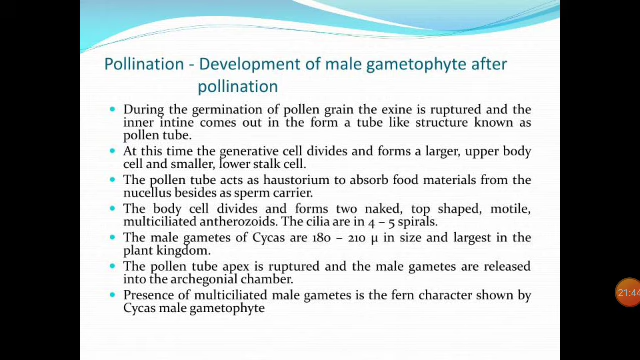 Pollination - Development of male gametophyte after
pollination
• During the germination of pollen grain the exine is ruptured and the
inner intine comes out in the form a tube like structure known as
pollen tube.
• At this time the generative cell divides and forms a larger, upper body
cell and smaller, lower stalk cell.
• The pollen tube acts as haustorium to absorb food materials from the
nucellus besides as sperm carrier.
• The body cell divides and forms two naked, top shaped, motile,
multiciliated antherozoids. The cilia are in 4 – 5 spirals.
• The male gametes of Cycas are 180 – 210 µ in size and largest in the
plant kingdom.
• The pollen tube apex is ruptured and the male gametes are released
into the archegonial chamber.
• Presence of multiciliated male gametes is the fern character shown by
Cycas male gametophyte
21:44